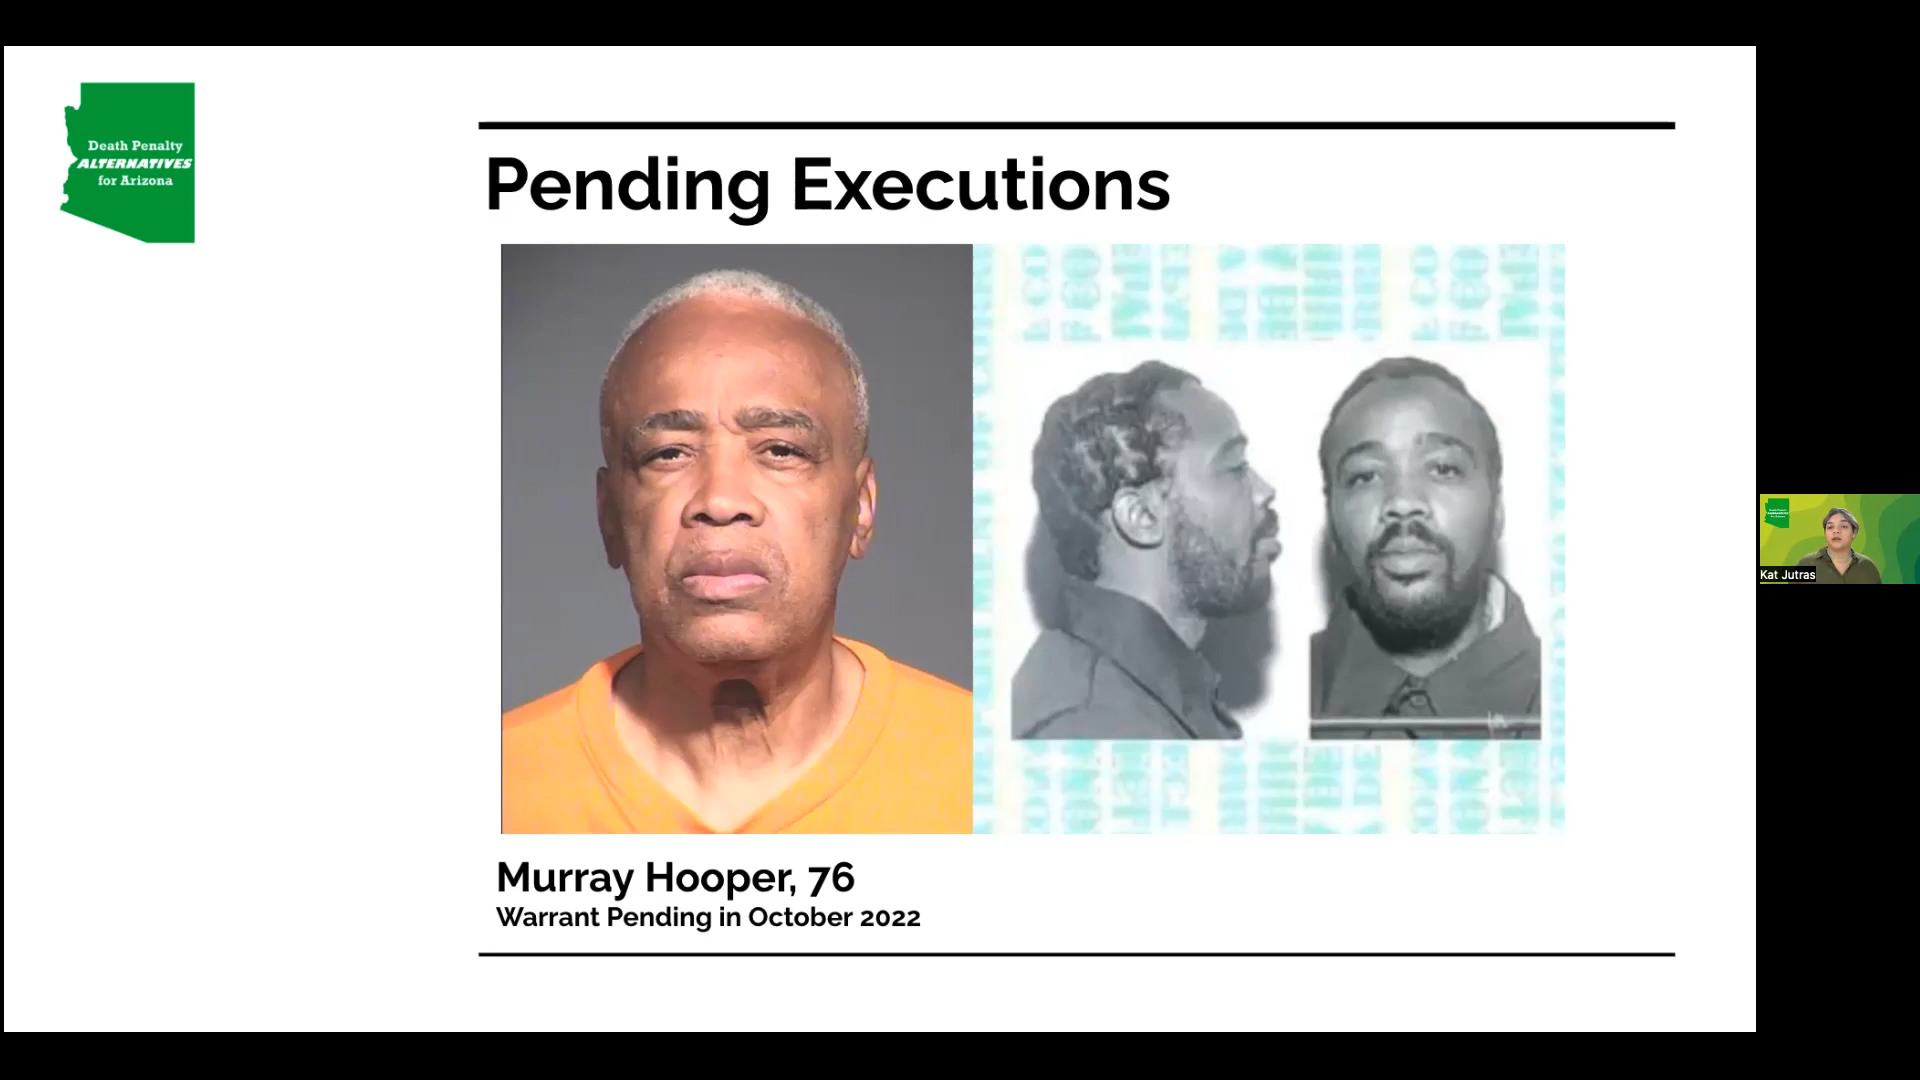 Death Penalty
ALTERNATIVES
for Arizona
Pending Executions
Murray Hooper, 76
Warrant Pending in October 2022
Kat Jutras